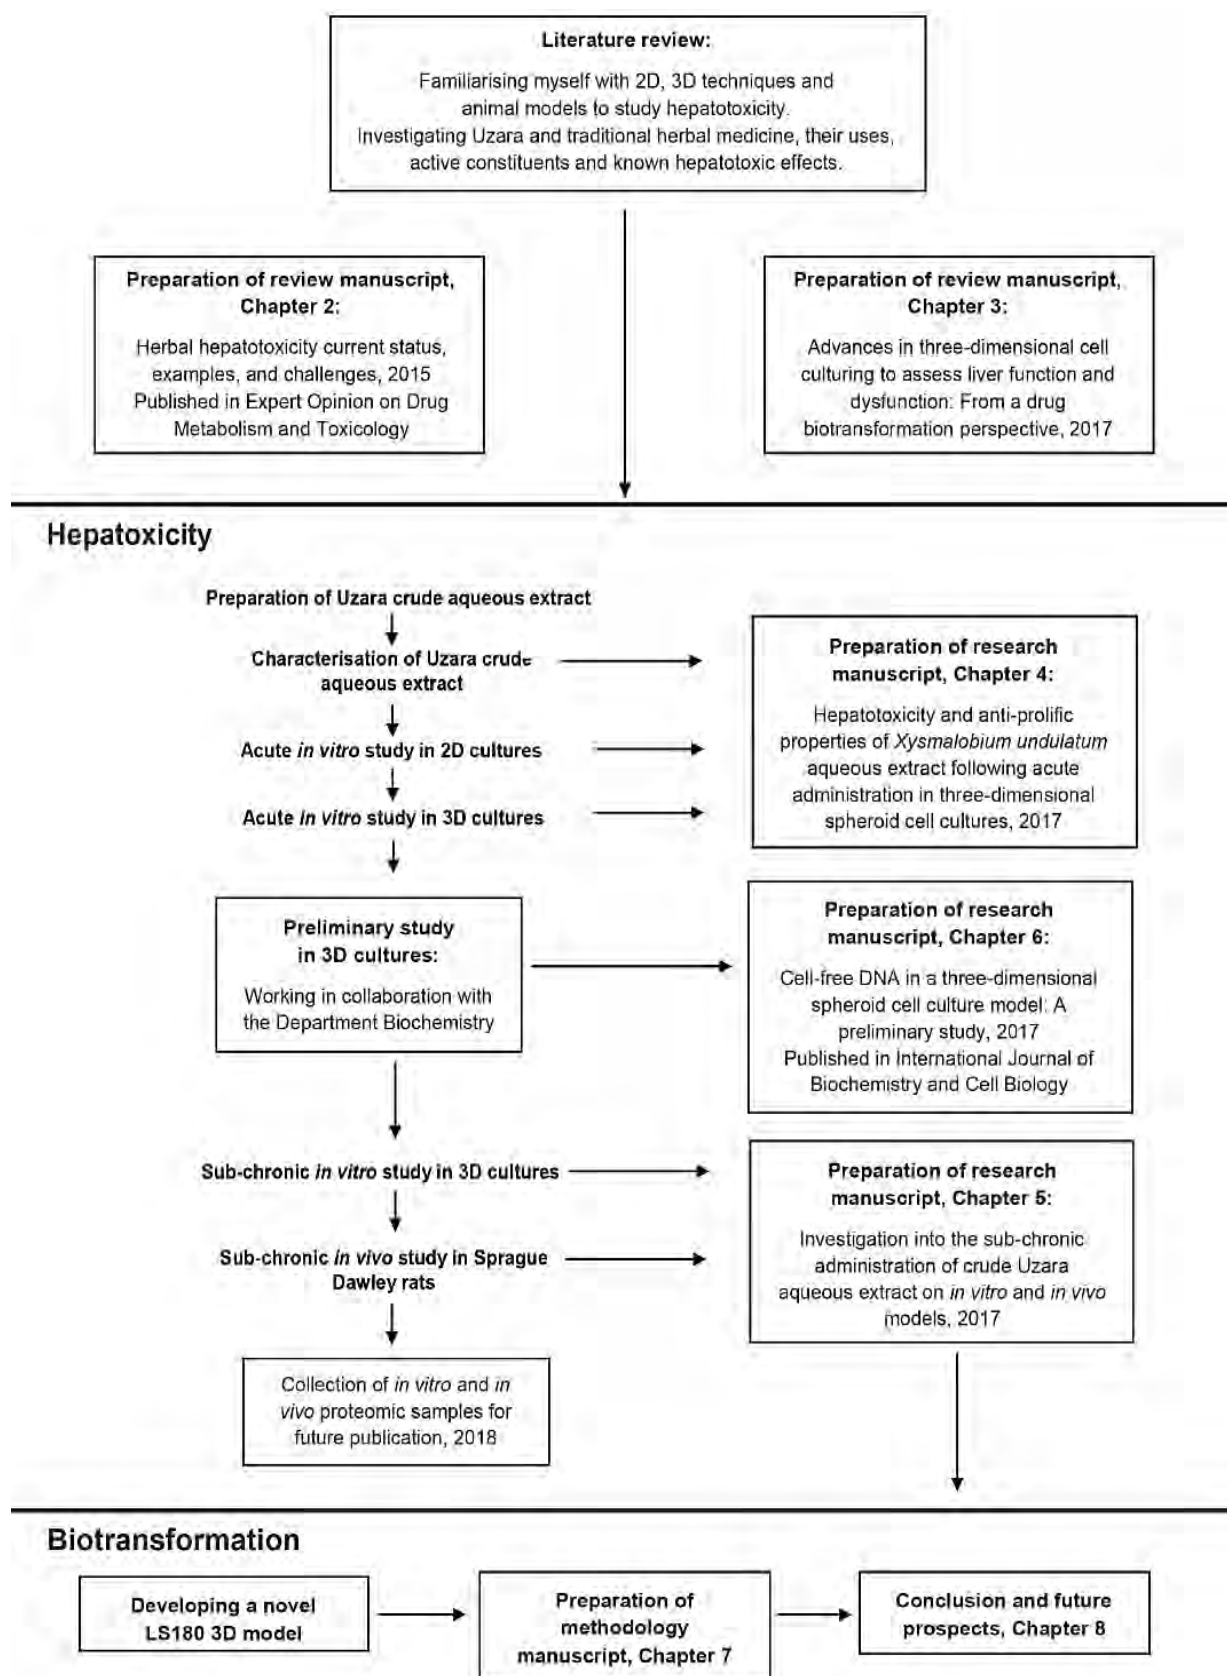 Literature review:
Familiarising myself with 2D, 3D techniques and
animal models to study hepatotoxicity.
Investigating Uzara and traditional herbal medicine, their uses,
active constituents and known hepatotoxic effects.
Preparation of review manuscript,
Chapter 2:
Herbal hepatotoxicity current status,
examples, and challenges, 2015
Published in Expert Opinion on Drug
Metabolism and Toxicology
Preparation of review manuscript,
Chapter 3:
Advances in three-dimensional cell
culturing to assess liver function and
dysfunction: From a drug
biotransformation perspective, 2017
Hepatoxicity
Preparation of Uzara crude aqueous extract
Characterisation of Uzara crude
aqueous extract
Acute in vitro study in 2D cultures
Acute in vitro study in 3D cultures
Preparation of research
manuscript, Chapter 4:
Hepatotoxicity and anti-prolific
properties of Xysmalobium undulatum
aqueous extract following acute
administration in three-dimensional
spheroid cell cultures, 2017
Preliminary study
in 3D cultures:
Working in collaboration with
the Department Biochemistry
Preparation of research
manuscript, Chapter 6:
Cell-free DNA in a three-dimensional
spheroid cell culture model: A
preliminary study, 2017
Published in International Journal of
Biochemistry and Cell Biology
Sub-chronic in vitro study in 3D cultures
Sub-chronic in vivo study in Sprague
Dawley rats
Preparation of research
manuscript, Chapter 5:
Investigation into the sub-chronic
administration of crude Uzara
aqueous extract on in vitro and in vivo
models, 2017
Collection of in vitro and in
vivo proteomic samples for
future publication, 2018
Biotransformation
Developing a novel
LS180 3D model
Preparation of
methodology
manuscript, Chapter 7
Conclusion and future
prospects, Chapter 8